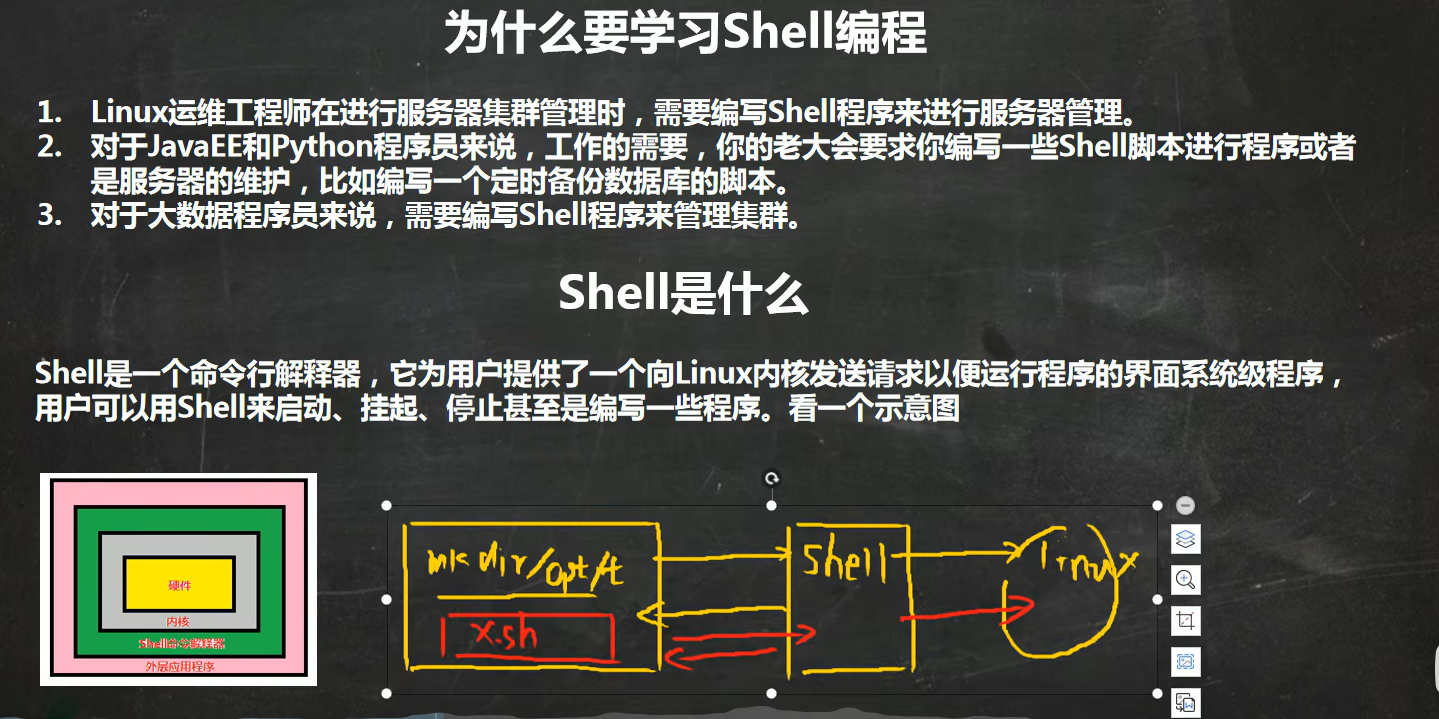 为什么要学习Shell编程
1. Linux运维工程师在进行服务器集群管理时，需要编写Shell程序来进行服务器管理。
2. 对于JavaEE和Python程序员来说，工作的需要，你的老大会要求你编写一些Shell脚本进行程序或者
是服务器的维护，比如编写一个定时备份数据库的脚本。
3. 对于大数据程序员来说，需要编写Shell程序来管理集群。
Shell是什么
Shell是一个命令行解释器，它为用户提供了一个向Linux内核发送请求以便运行程序的界面系统级程序，
用户可以用Shell来启动、挂起、停止甚至是编写一些程序。看一个示意图
硬件
内核
Shell命令解释器
外层应用程序
mkdir/opt/t
x.sh
shell
linux